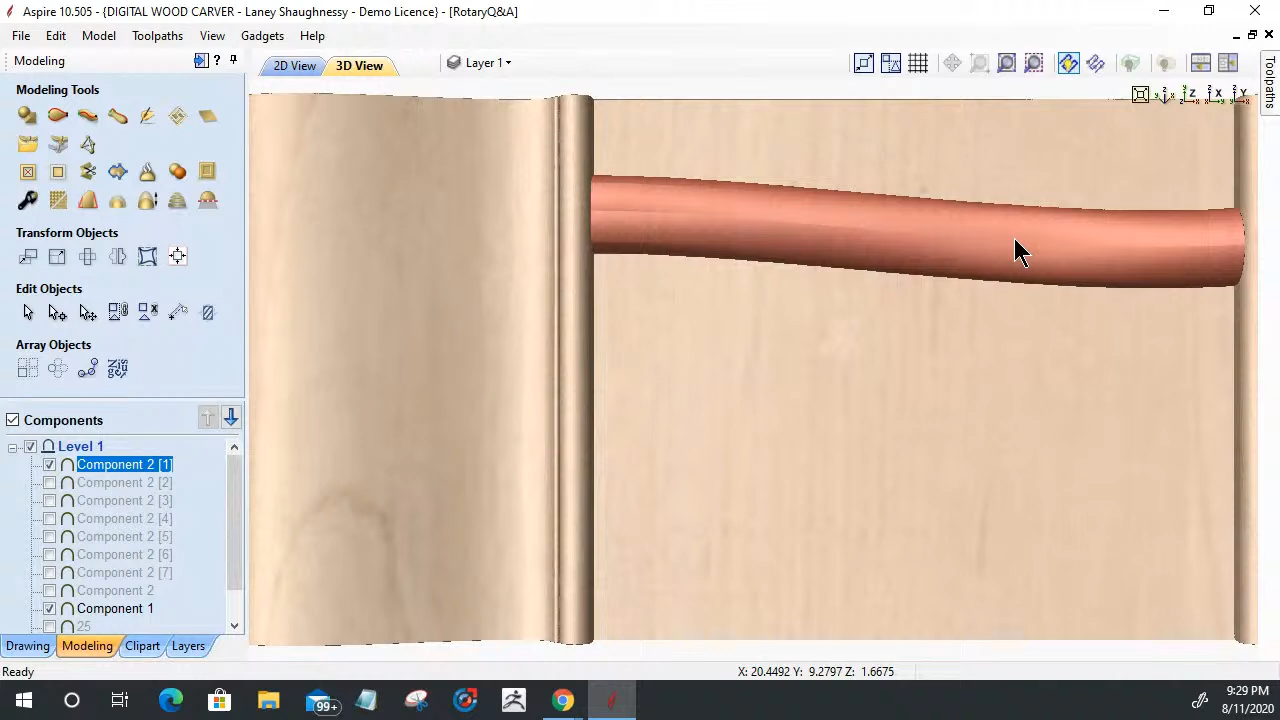 Aspire 10.505 - {DIGITAL WOOD CARVER - Laney Shaughnessy - Demo Licence} - [RotaryQ&A]
File Edit Model Toolpaths View Gadgets Help
Modeling
2D View
3D View
Layer 1
Toolpaths
Modeling Tools
Transform Objects
Edit Objects
Array Objects
Components
Level 1
Component 2 [1]
Component 2 [2]
Component 2 [3]
Component 2 [4]
Component 2 [5]
Component 2 [6]
Component 2 [7]
Component 2
Component 1
25
Drawing Modeling Clipart Layers
Ready
X: 20.4492 Y: 9.2797 Z: 1.6675
99+
9:29 PM
8/11/2020